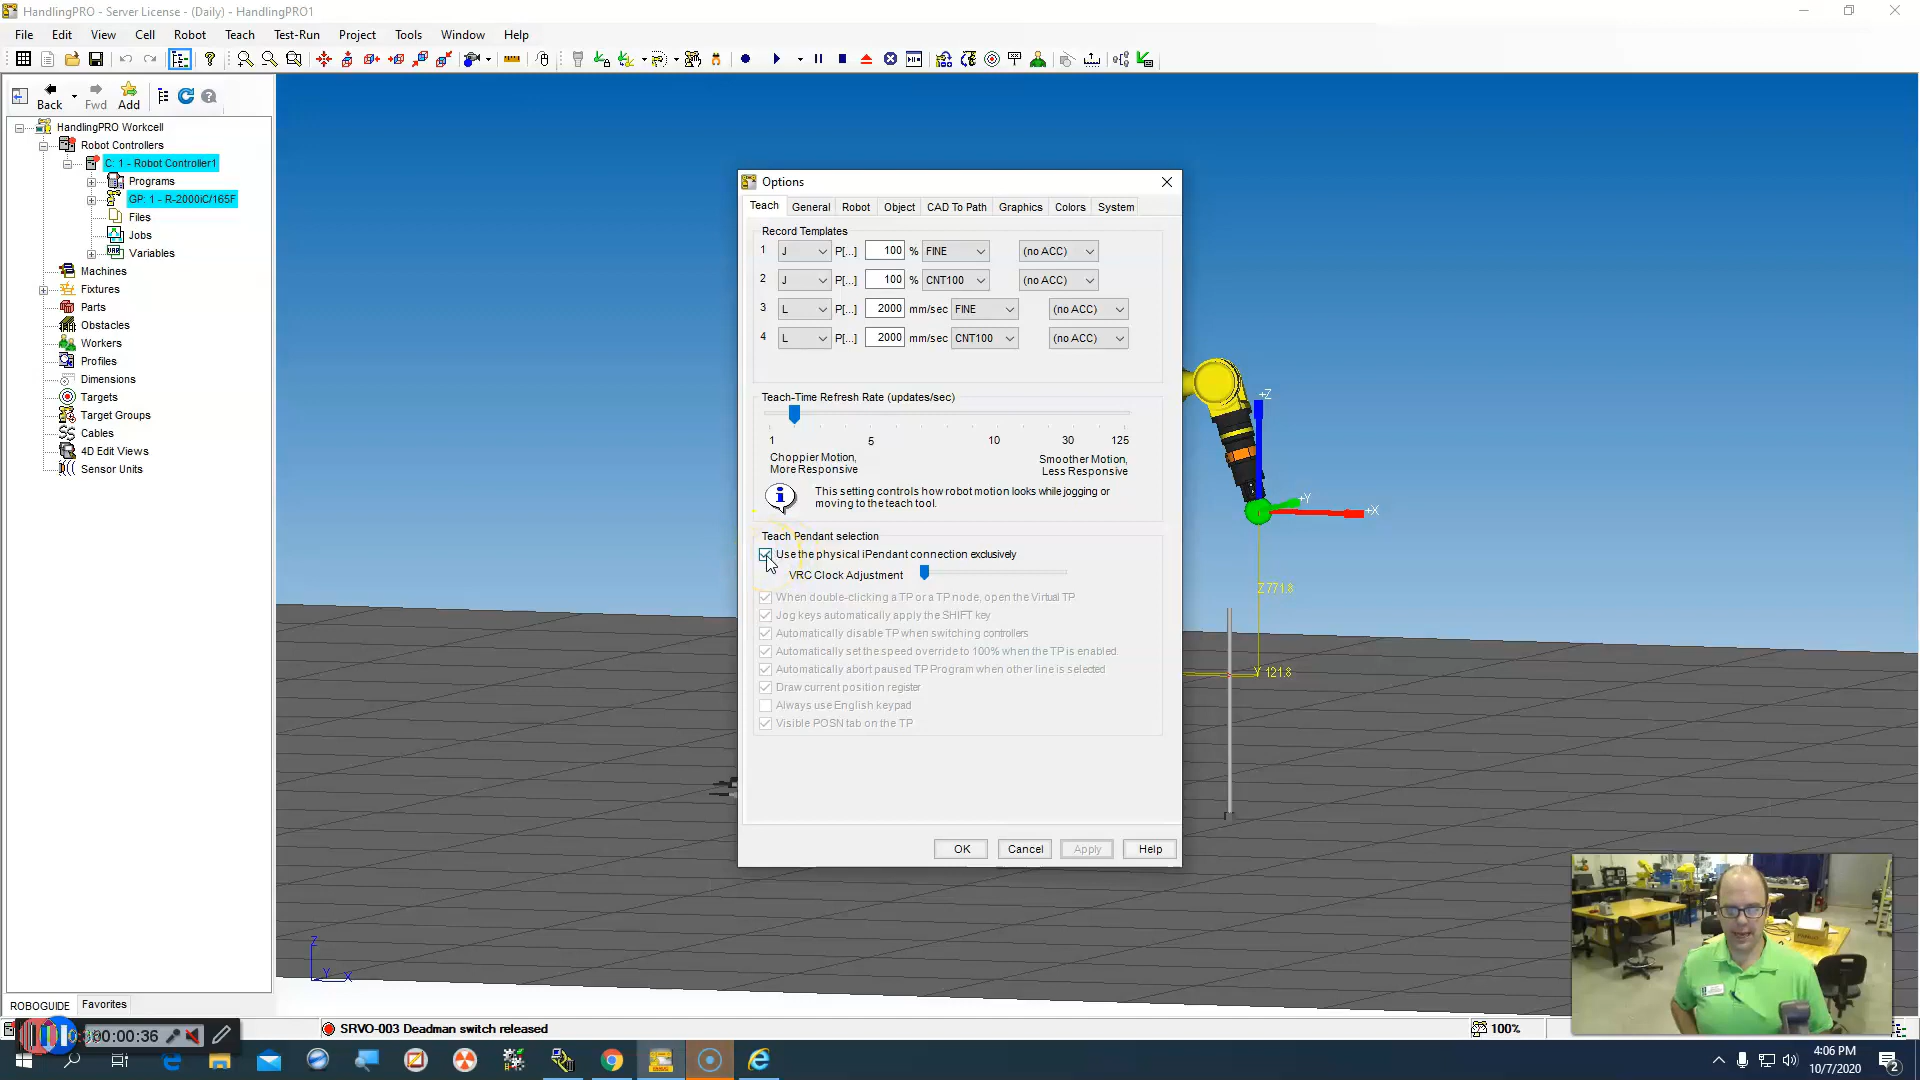 HandlingPRO - Server License - (Daily) - HandlingPRO1
File Edit View Cell Robot Teach Test-Run Project Tools Window Help
Back Fwd Add
HandlingPRO Workcell
Robot Controllers
C: 1 - Robot Controller1
Programs
GP: 1 - R-2000iC/165F
Files
Jobs
Variables
Machines
Fixtures
Parts
Obstacles
Workers
Profiles
Dimensions
Targets
Target Groups
Cables
4D Edit Views
Sensor Units
ROBOGUIDE Favorites
Options
Teach General Robot Object CAD To Path Graphics Colors System
Record Templates
1 J P[...] 100 % FINE (no ACC)
2 J P[...] 100 % CNT100 (no ACC)
3 L P[...] 2000 mm/sec FINE (no ACC)
4 L P[...] 2000 mm/sec CNT100 (no ACC)
Teach-Time Refresh Rate (updates/sec)
1 5 10 30 125
Choppier Motion, More Responsive
Smoother Motion, Less Responsive
This setting controls how robot motion looks while jogging or
moving to the teach tool.
Teach Pendant selection
Use the physical iPendant connection exclusively
VRC Clock Adjustment
When double-clicking a TP or a TP node, open the Virtual TP
Jog keys automatically apply the SHIFT key
Automatically disable TP when switching controllers
Automatically set the speed override to 100% when the TP is enabled
Automatically abort paused TP Program when other line is selected
Draw current position register
Always use English keypad
Visible POSN tab on the TP
OK Cancel Apply Help
+Z
+Y
+X
Z 771.8
Y 121.8
Z
Y X
SRVO-003 Deadman switch released
100%
00:00:36
4:06 PM
10/7/2020
2